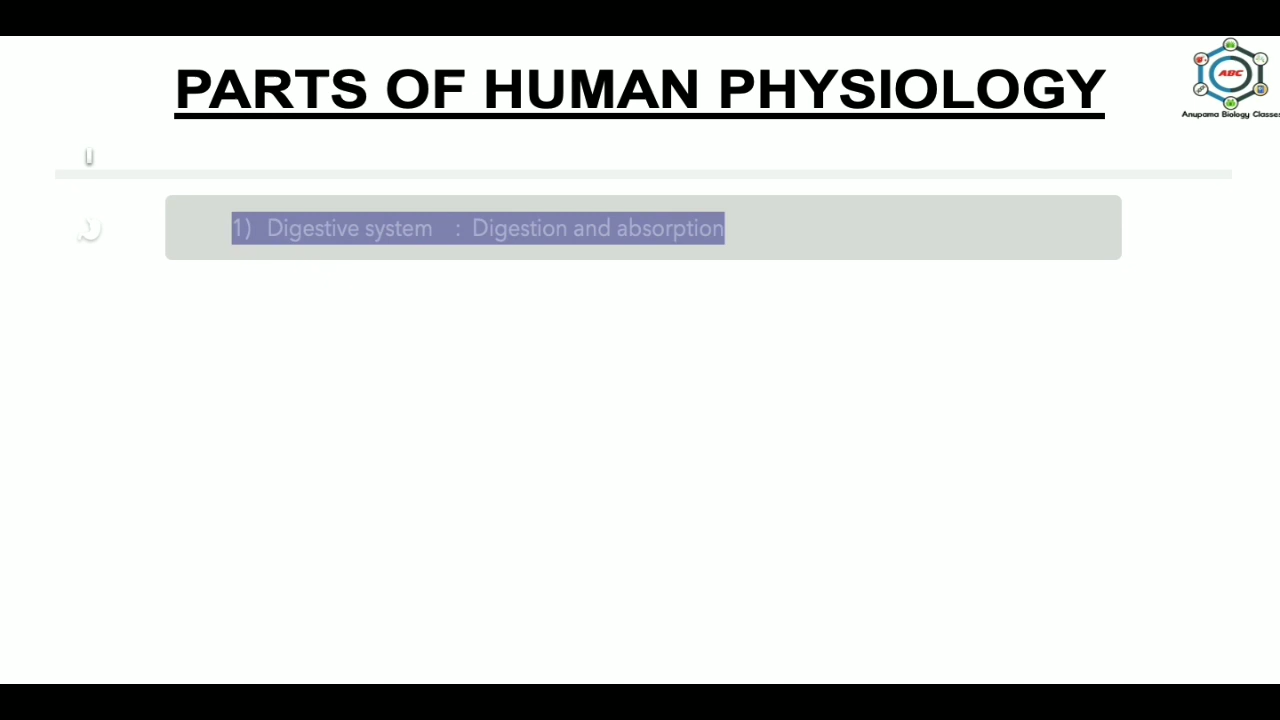 PARTS OF HUMAN PHYSIOLOGY
ABC
Anupama Biology Classes
1) Digestive system : Digestion and absorption